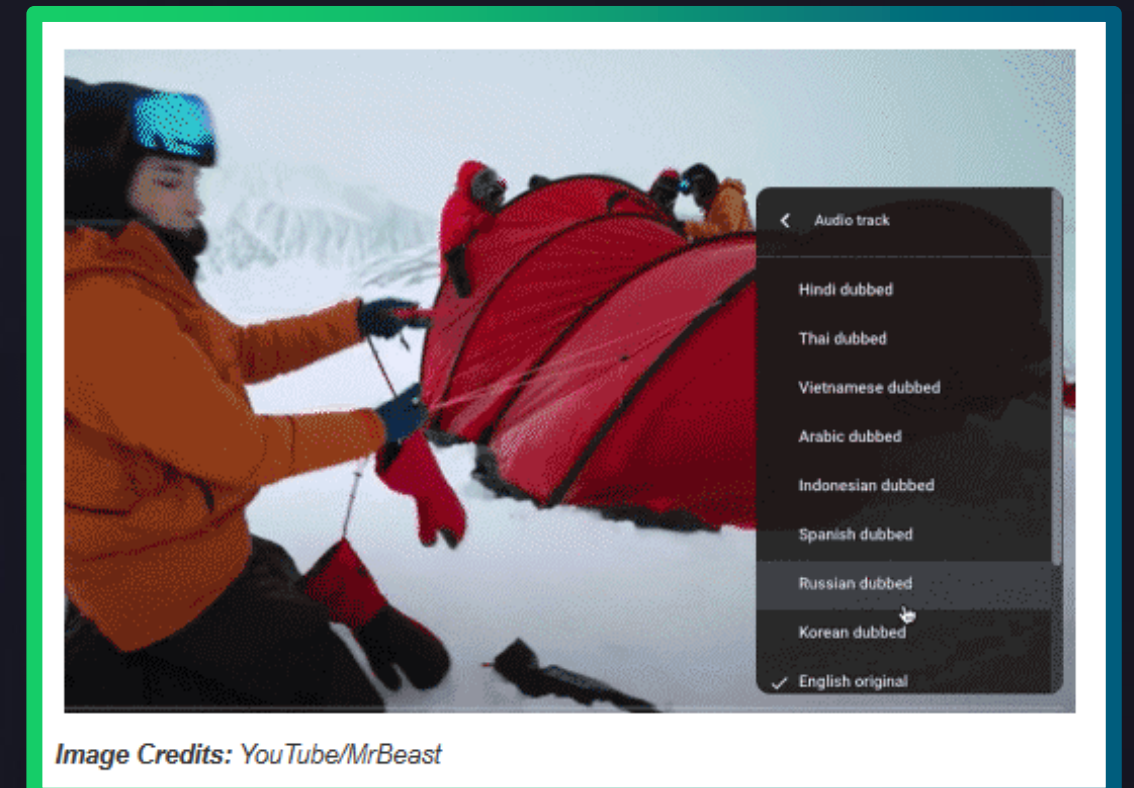 Audio track
Hindi dubbed
Thai dubbed
Vietnamese dubbed
Arabic dubbed
Indonesian dubbed
Spanish dubbed
Russian dubbed
Korean dubbed
English original
Image Credits: YouTube/MrBeast